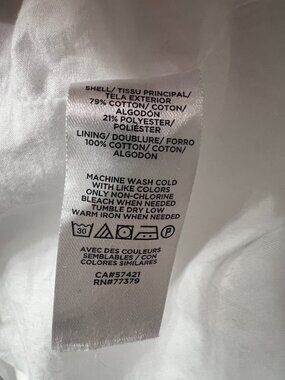 SHELL/ TISSU PRINCIPAL/
TELA EXTERIOR
79% COTTON/ COTON/
ALGODÓN
21% POLYESTER/
POLIÉSTER
LINING/ DOUBLURE/ FORRO
100% COTTON/ COTON/
ALGODÓN
MACHINE WASH COLD
WITH LIKE COLORS
ONLY NON-CHLORINE
BLEACH WHEN NEEDED
TUMBLE DRY LOW
WARM IRON WHEN NEEDED
30 P
AVEC DES COULEURS
SEMBLABLES / CON
COLORES SIMILARES
CA#57421
RN#77379